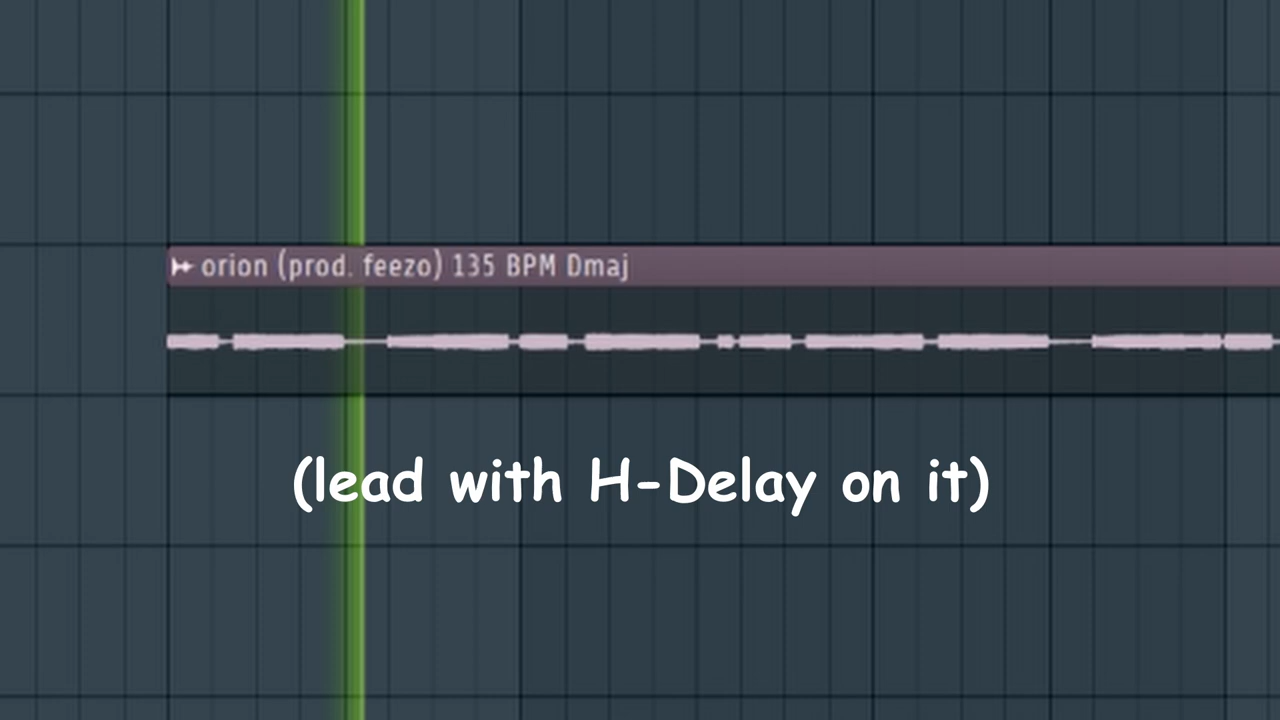 orion (prod. feezo) 135 BPM Dmaj
(lead with H-Delay on it)